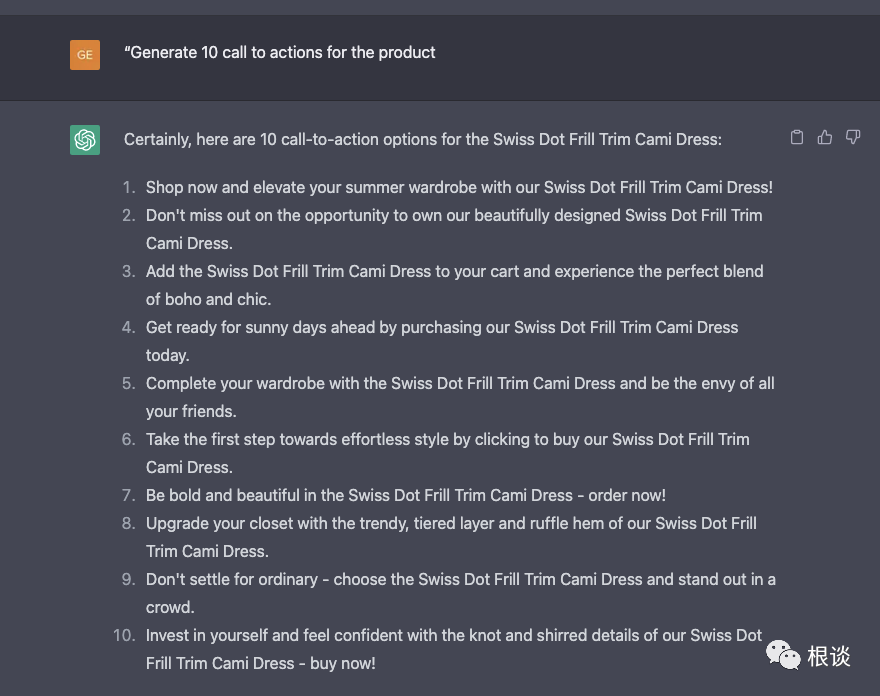 GE
“Generate 10 call to actions for the product
Certainly, here are 10 call-to-action options for the Swiss Dot Frill Trim Cami Dress:
1. Shop now and elevate your summer wardrobe with our Swiss Dot Frill Trim Cami Dress!
2. Don't miss out on the opportunity to own our beautifully designed Swiss Dot Frill Trim
Cami Dress.
3. Add the Swiss Dot Frill Trim Cami Dress to your cart and experience the perfect blend
of boho and chic.
4. Get ready for sunny days ahead by purchasing our Swiss Dot Frill Trim Cami Dress
today.
5. Complete your wardrobe with the Swiss Dot Frill Trim Cami Dress and be the envy of all
your friends.
6. Take the first step towards effortless style by clicking to buy our Swiss Dot Frill Trim
Cami Dress.
7. Be bold and beautiful in the Swiss Dot Frill Trim Cami Dress - order now!
8. Upgrade your closet with the trendy, tiered layer and ruffle hem of our Swiss Dot Frill
Trim Cami Dress.
9. Don't settle for ordinary - choose the Swiss Dot Frill Trim Cami Dress and stand out in a
crowd.
10. Invest in yourself and feel confident with the knot and shirred details of our Swiss Dot
Frill Trim Cami Dress - buy now!
根谈